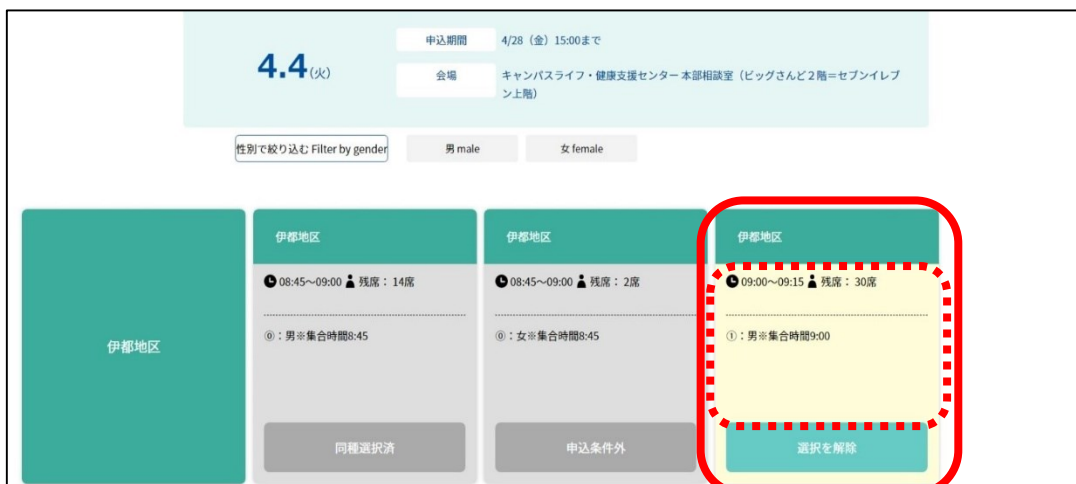 申込期間
4/28（金）15:00まで
4.4(火)
会場
キャンパスライフ・健康支援センター 本部相談室（ビッグさんど２階＝セブンイレブ
ン上階）
性別で絞り込む Filter by gender
男 male
女 female
伊都地区
伊都地区
08:45～09:00 残席： 14席
⓪：男※集合時間8:45
同種選択済
伊都地区
08:45～09:00 残席： 2席
⓪：女※集合時間8:45
申込条件外
伊都地区
09:00～09:15 残席： 30席
①：男※集合時間9:00
選択を解除